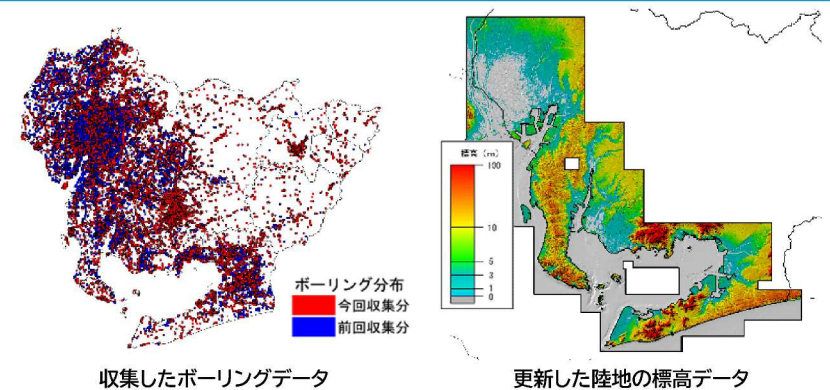 ボーリング分布
今回収集分
前回収集分
収集したボーリングデータ
標高 (m)
100
10
5
3
1
0
更新した陸地の標高データ